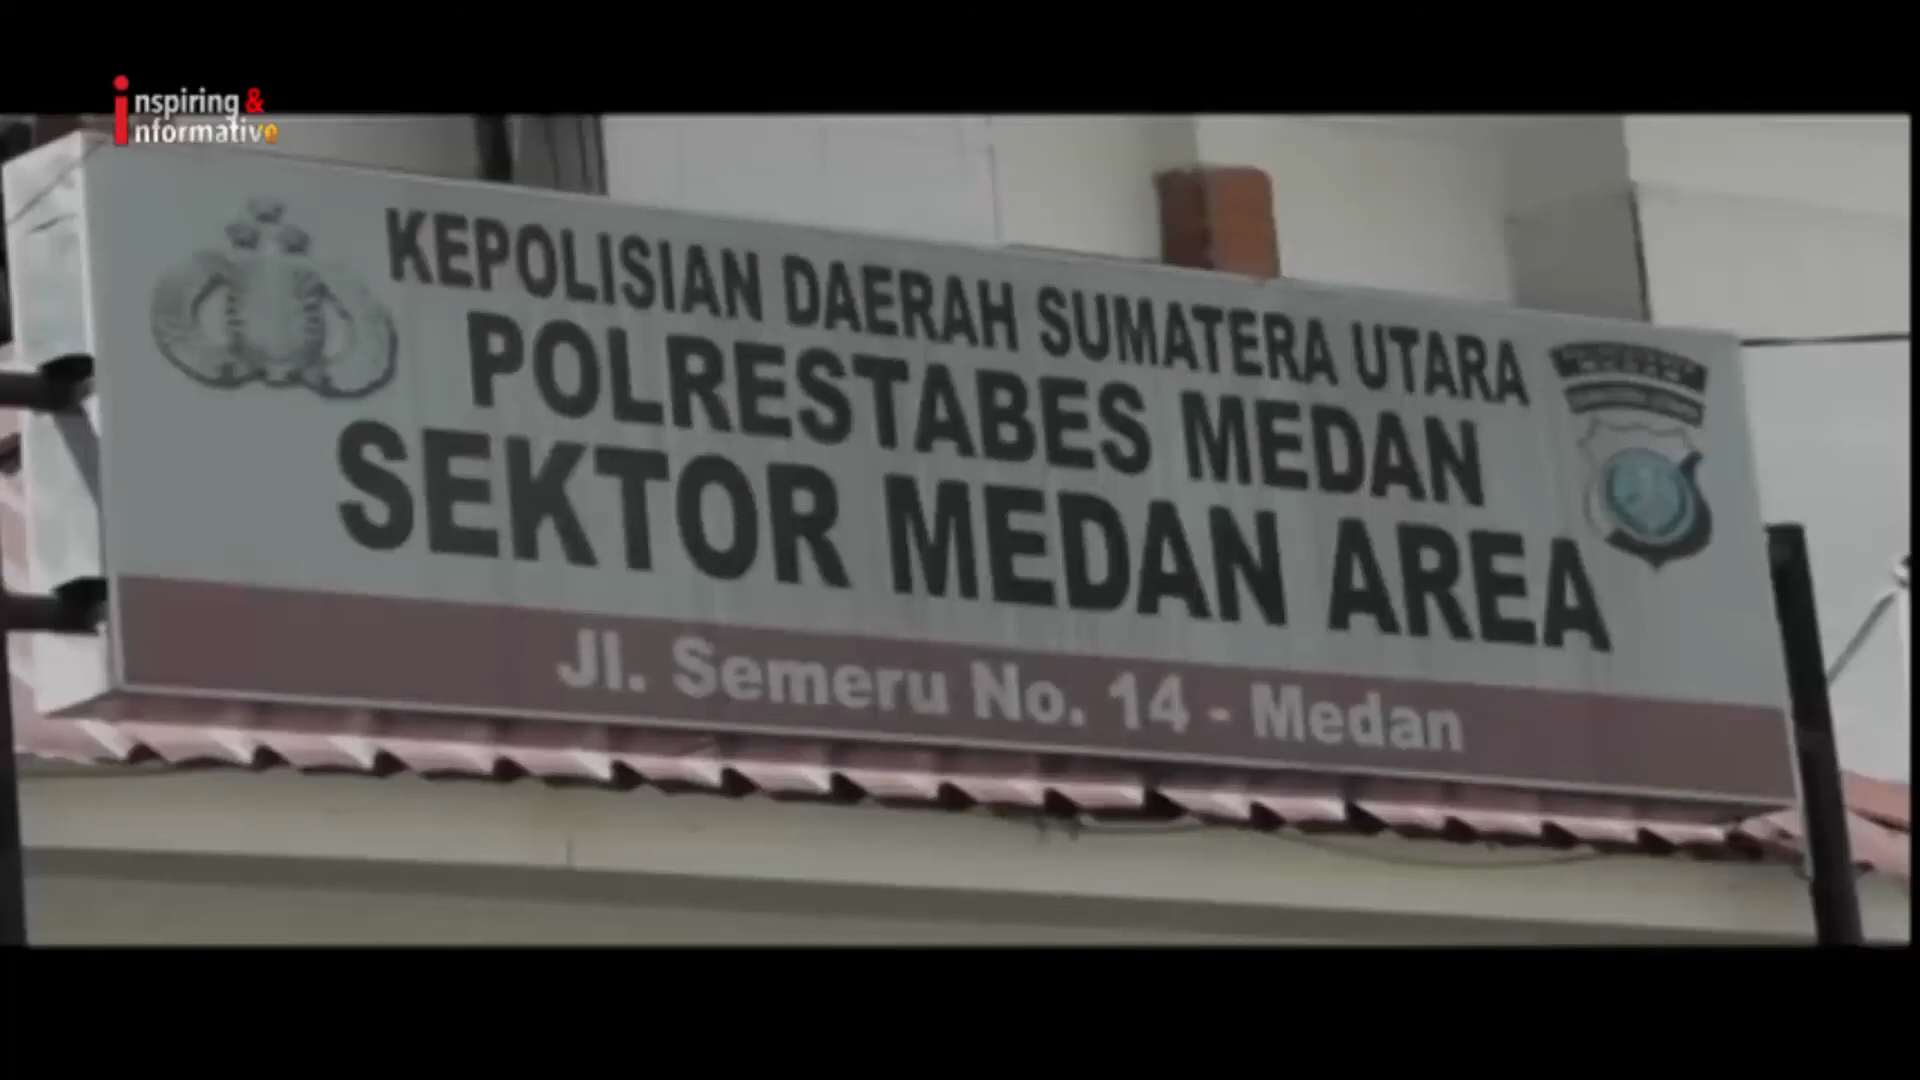 inspiring &
informative
KEPOLISIAN DAERAH SUMATERA UTARA
POLRESTABES MEDAN
SEKTOR MEDAN AREA
Jl. Semeru No. 14 - Medan